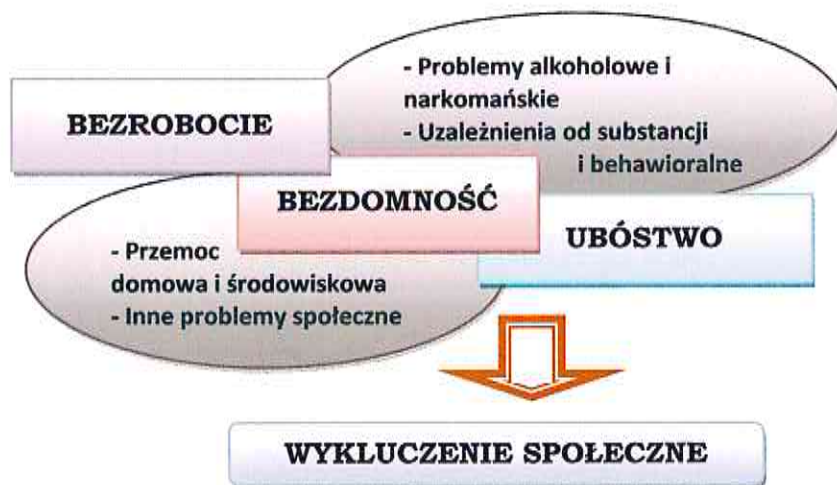 - Problemy alkoholowe i
narkomańskie
- Uzależnienia od substancji
i behawioralne
BEZROBOCIE
BEZDOMNOŚĆ
UBÓSTWO
- Przemoc
domowa i środowiskowa
- Inne problemy społeczne
WYKLUCZENIE SPOŁECZNE